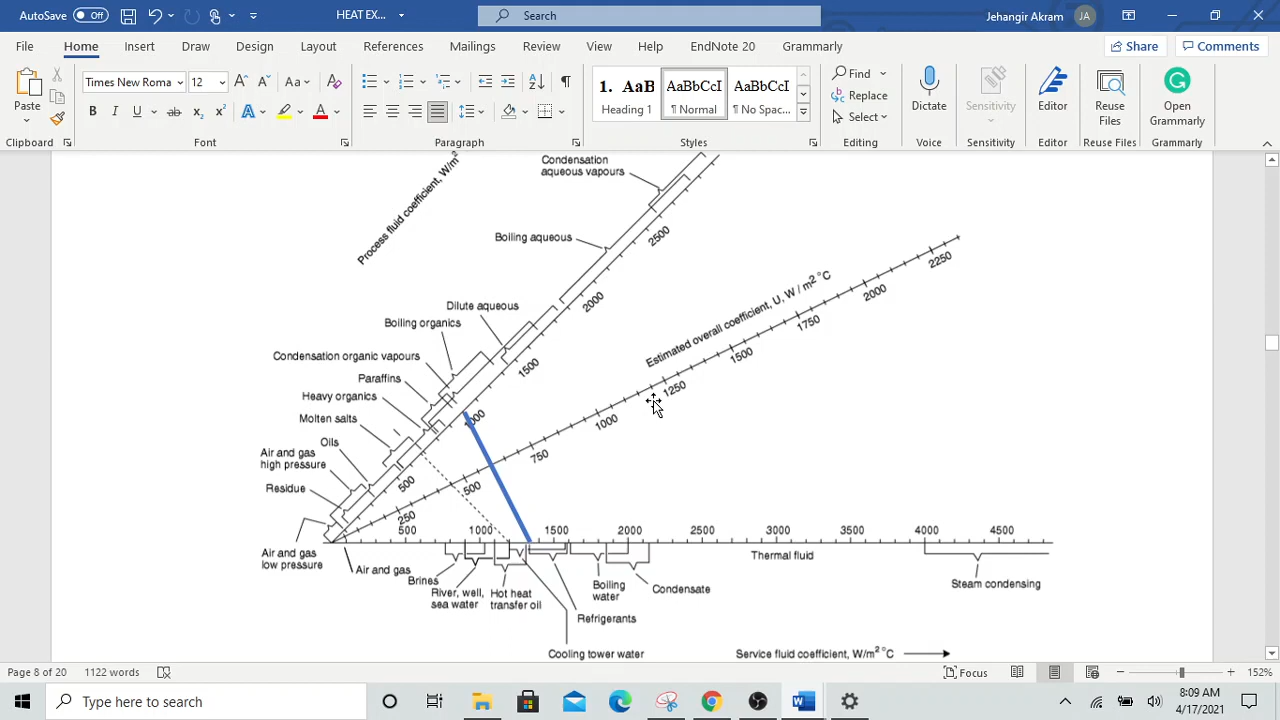 AutoSave Off HEAT EX... Search Jehangir Akram JA
File Home Insert Draw Design Layout References Mailings Review View Help EndNote 20 Grammarly Share Comments
Paste
Times New Roma 12 Aa
B I U ab x₂ x² A A
1. AaB
Heading 1
AaBbCcI
¶ Normal
AaBbCcI
¶ No Spac...
Find
Replace
Select
Dictate
Sensitivity
Editor
Reuse
Files
Open
Grammarly
Clipboard Font Paragraph Styles Editing Voice Sensitivity Editor Reuse Files Grammarly
Process fluid coefficient, W/m²
Condensation
aqueous vapours
Boiling aqueous
2500
2250
Estimated overall coefficient, U, W / m² °C
2000
2000
1750
Dilute aqueous
Boiling organics
1500
1500
Condensation organic vapours
Paraffins
1250
Heavy organics
1000
1000
Molten salts
Oils
750
Air and gas
high pressure
500
500
Residue
250
500 1000 1500 2000 2500 3000 3500 4000 4500
Air and gas
low pressure
Air and gas
Brines
River, well,
sea water
Hot heat
transfer oil
Boiling
water
Condensate
Refrigerants
Thermal fluid
Steam condensing
Cooling tower water
Service fluid coefficient, W/m² °C
Page 8 of 20 1122 words Focus 152%
Type here to search
8:09 AM
4/17/2021